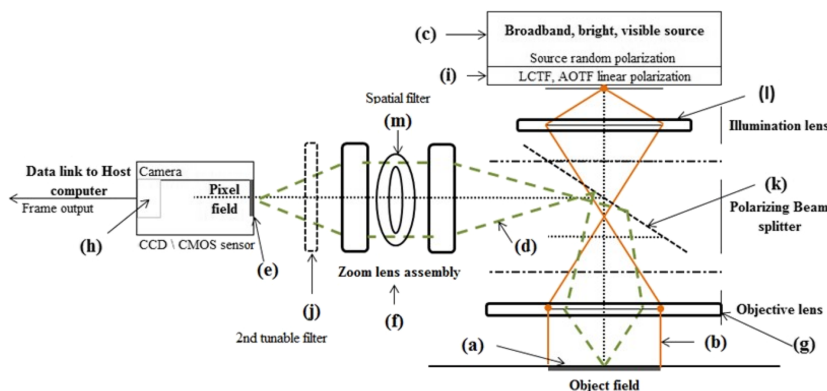 (c)
Broadband, bright, visible source
Source random polarization
(i)
LCTF, AOTF linear polarization
Spatial filter
(m)
(l)
Illumination lens
Data link to Host
computer
Frame output
Camera
Pixel
field
(h)
CCD \ CMOS sensor
(e)
(d)
(k)
Polarizing Beam
splitter
(j)
Zoom lens assembly
(f)
2nd tunable filter
Objective lens
(g)
(a)
(b)
Object field